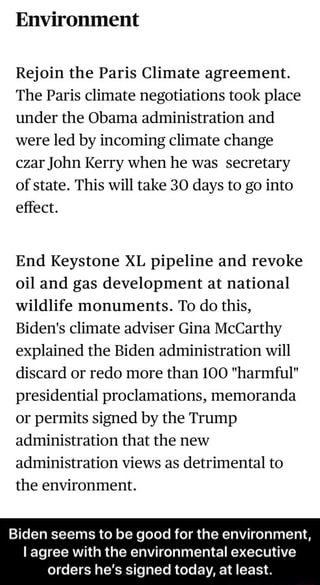 Environment
Rejoin the Paris Climate agreement.
The Paris climate negotiations took place
under the Obama administration and
were led by incoming climate change
czar John Kerry when he was secretary
of state. This will take 30 days to go into
effect.
End Keystone XL pipeline and revoke
oil and gas development at national
wildlife monuments. To do this,
Biden's climate adviser Gina McCarthy
explained the Biden administration will
discard or redo more than 100 "harmful"
presidential proclamations, memoranda
or permits signed by the Trump
administration that the new
administration views as detrimental to
the environment.
Biden seems to be good for the environment,
I agree with the environmental executive
orders he's signed today, at least.